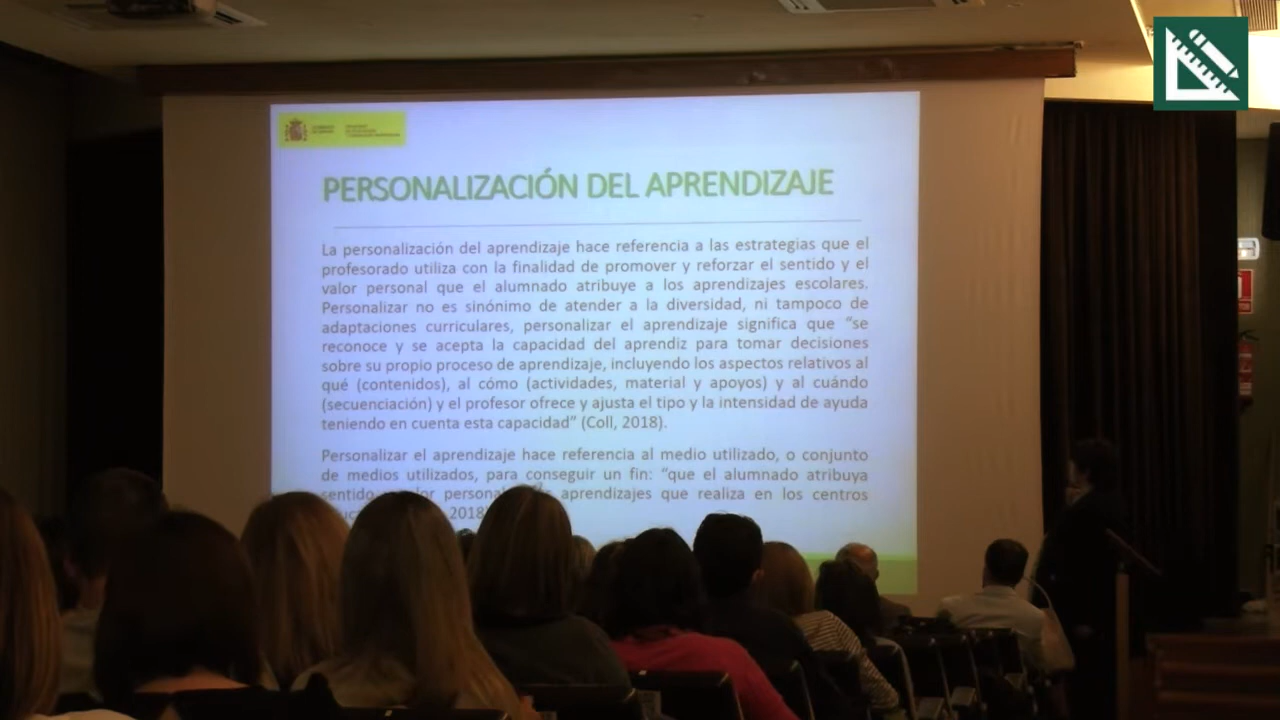 PERSONALIZACIÓN DEL APRENDIZAJE
La personalización del aprendizaje hace referencia a las estrategias que el
profesorado utiliza con la finalidad de promover y reforzar el sentido y el
valor personal que el alumnado atribuye a los aprendizajes escolares.
Personalizar no es sinónimo de atender a la diversidad, ni tampoco de
adaptaciones curriculares, personalizar el aprendizaje significa que “se
reconoce y se acepta la capacidad del aprendiz para tomar decisiones
sobre su propio proceso de aprendizaje, incluyendo los aspectos relativos al
qué (contenidos), al cómo (actividades, material y apoyos) y al cuándo
(secuenciación) y el profesor ofrece y ajusta el tipo y la intensidad de ayuda
teniendo en cuenta esta capacidad” (Coll, 2018).
Personalizar el aprendizaje hace referencia al medio utilizado, o conjunto
de medios utilizados, para conseguir un fin: “que el alumnado atribuya
sentido aprendizajes que realiza en los centros
2018